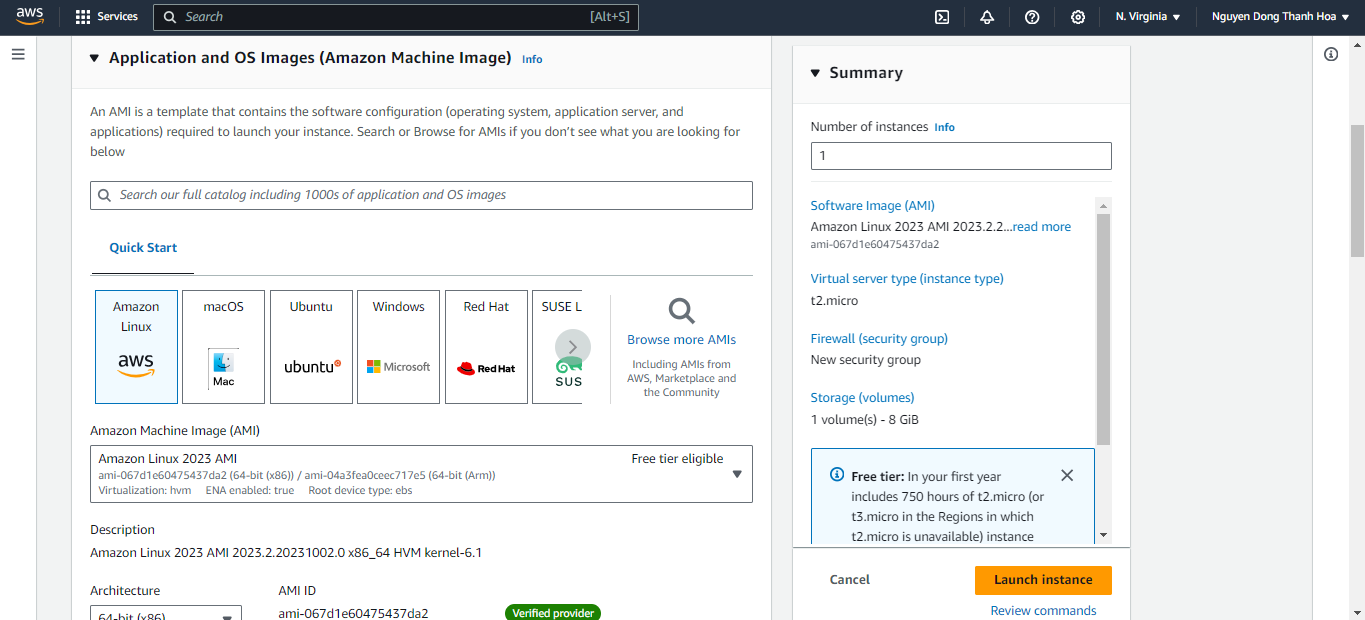 aws
Services
Search
[Alt+S]
N. Virginia
Nguyen Dong Thanh Hoa
Application and OS Images (Amazon Machine Image) Info
An AMI is a template that contains the software configuration (operating system, application server, and
applications) required to launch your instance. Search or Browse for AMIs if you don't see what you are looking for
below
Search our full catalog including 1000s of application and OS images
Quick Start
Amazon
Linux
aws
macOS
Mac
Ubuntu
ubuntu
Windows
Microsoft
Red Hat
Red Hat
SUSE L
SUS
Browse more AMIs
Including AMIs from
AWS, Marketplace and
the Community
Amazon Machine Image (AMI)
Amazon Linux 2023 AMI
Free tier eligible
ami-067d1e60475437da2 (64-bit (x86)) / ami-04a3fea0ceec717e5 (64-bit (Arm))
Virtualization: hvm ENA enabled: true Root device type: ebs
Description
Amazon Linux 2023 AMI 2023.2.20231002.0 x86_64 HVM kernel-6.1
Architecture
64-bit (x86)
AMI ID
ami-067d1e60475437da2
Verified provider
Summary
Number of instances Info
1
Software Image (AMI)
Amazon Linux 2023 AMI 2023.2.2...read more
ami-067d1e60475437da2
Virtual server type (instance type)
t2.micro
Firewall (security group)
New security group
Storage (volumes)
1 volume(s) - 8 GiB
Free tier: In your first year
includes 750 hours of t2.micro (or
t3.micro in the Regions in which
t2.micro is unavailable) instance
Cancel
Launch instance
Review commands